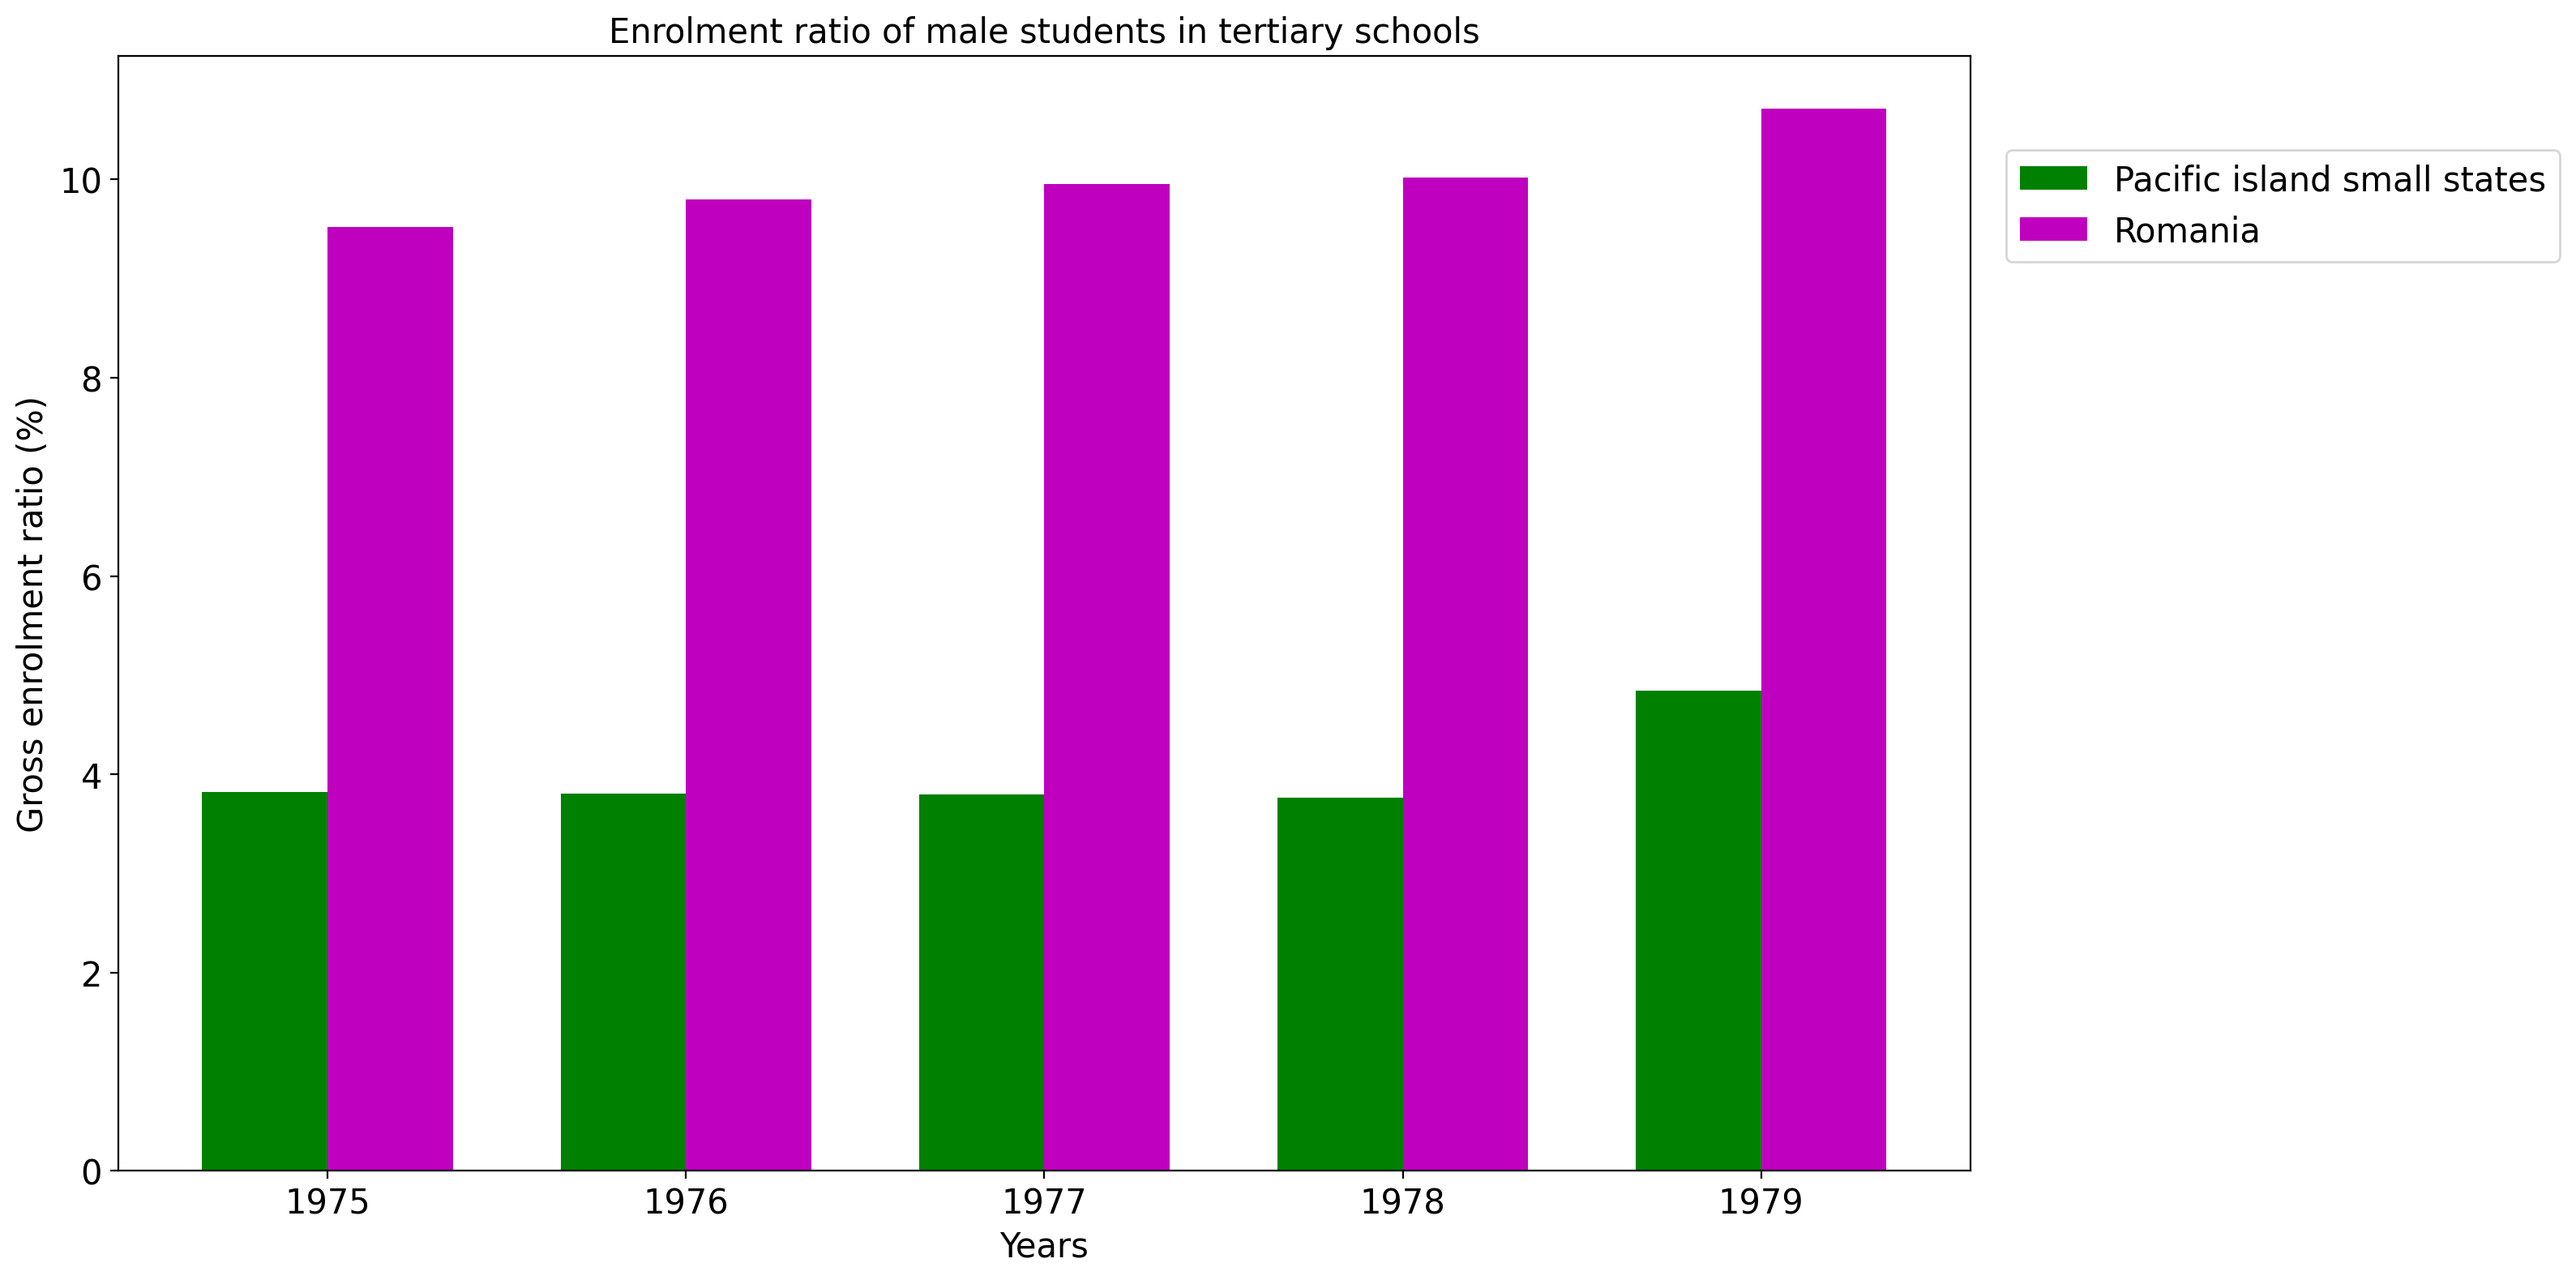 Enrolment ratio of male students in tertiary schools
Gross enrolment ratio (%)
10
8
6
4
2
0
1975 1976 1977 1978 1979
Years
Pacific island small states
Romania